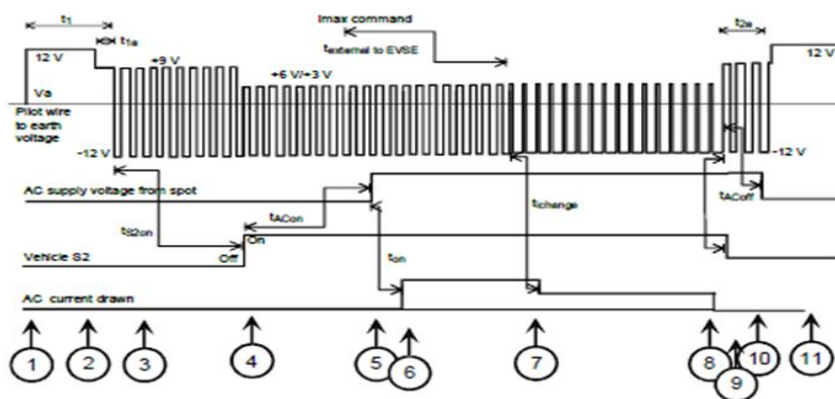 t1
Imax command
t1a
texternal to EVSE
t2a
12 V
+9 V
+6 V/+3 V
12 V
Va
Pilot wire
to earth
voltage
-12 V
-12 V
AC supply voltage from spot
tS2on
tACon
tichange
tACoff
Vehicle S2
Off
On
ton
AC current drawn
1
2
3
4
5
6
7
8
9
10
11